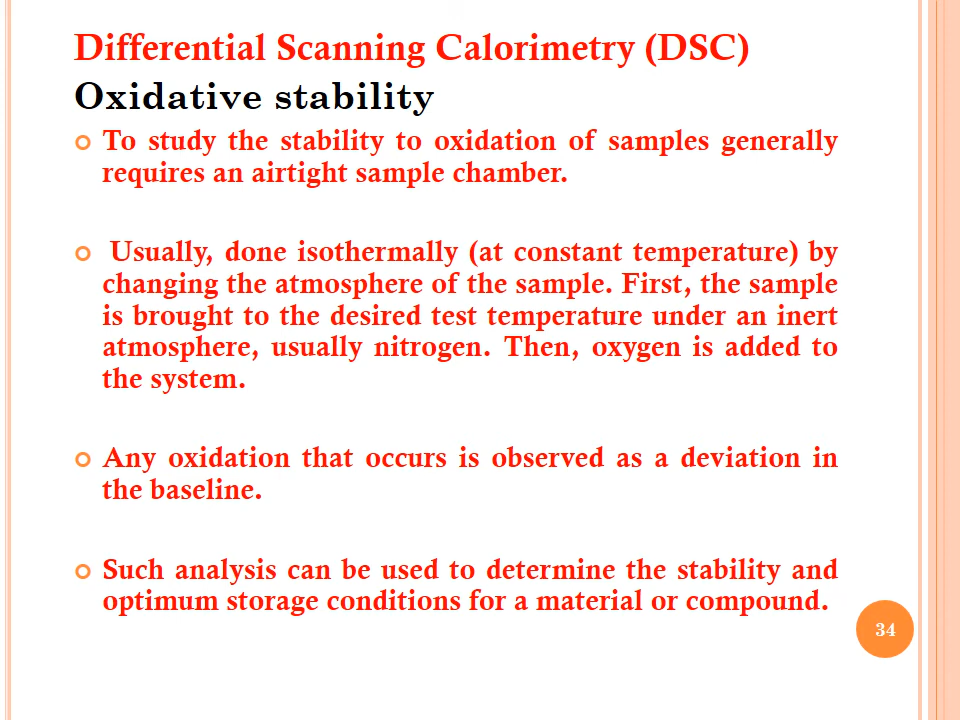 Differential Scanning Calorimetry (DSC)
Oxidative stability
To study the stability to oxidation of samples generally
requires an airtight sample chamber.
Usually, done isothermally (at constant temperature) by
changing the atmosphere of the sample. First, the sample
is brought to the desired test temperature under an inert
atmosphere, usually nitrogen. Then, oxygen is added to
the system.
Any oxidation that occurs is observed as a deviation in
the baseline.
Such analysis can be used to determine the stability and
optimum storage conditions for a material or compound.
34